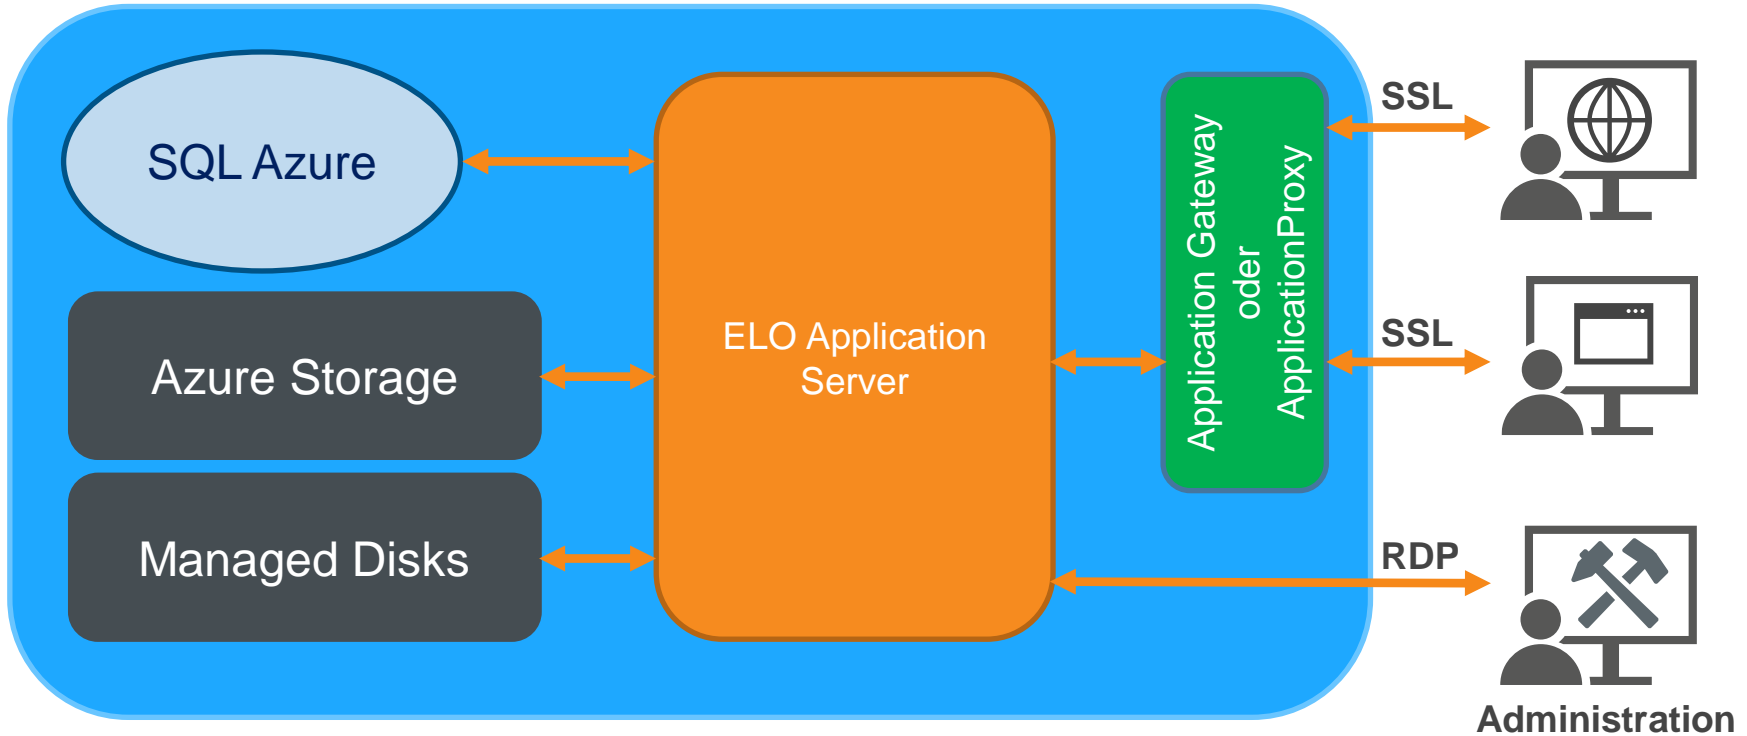 SQL Azure
Azure Storage
Managed Disks
ELO Application
Server
Application Gateway
oder
ApplicationProxy
SSL
SSL
RDP
Administration